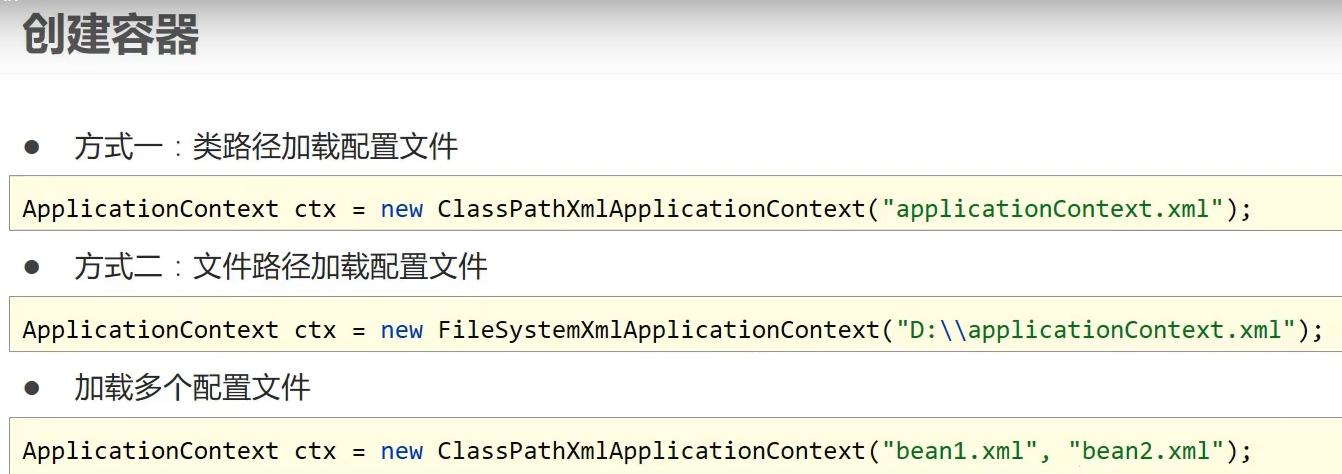 创建容器
● 方式一：类路径加载配置文件
ApplicationContext ctx = new ClassPathXmlApplicationContext("applicationContext.xml");
● 方式二：文件路径加载配置文件
ApplicationContext ctx = new FileSystemXmlApplicationContext("D:\\applicationContext.xml");
● 加载多个配置文件
ApplicationContext ctx = new ClassPathXmlApplicationContext("bean1.xml", "bean2.xml");